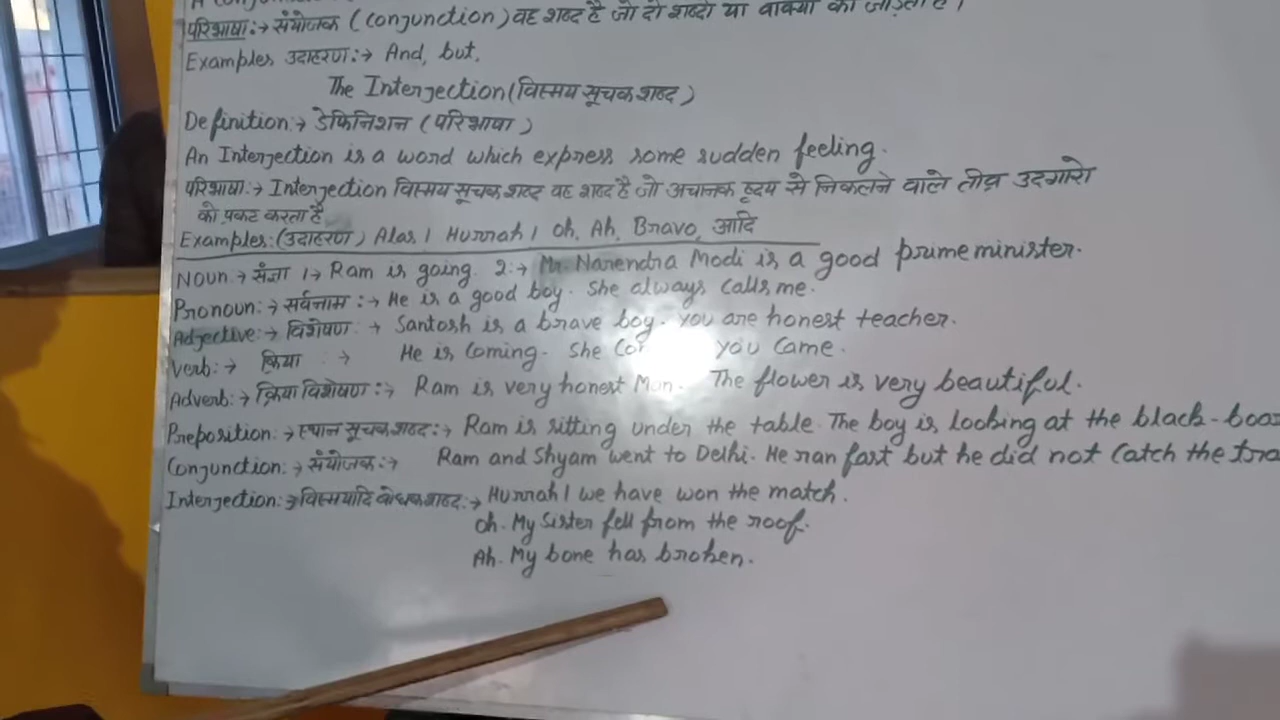 परिभाषा:→ संयोजक (Conjunction) वह शब्द है जो दो शब्दो या वाक्यों को जोड़ता है।
Examples उदाहरण:→ And, but,
The Interjection (विस्मय सूचक शब्द)
Definition:→ डेफिनिशन (परिभाषा)
An Interjection is a word which express some sudden feeling.
परिभाषा:→ Interjection विस्मय सूचक शब्द वह शब्द है जो अचानक हृदय से निकलने वाले तीव्र उदगारो
को प्रकट करता है
Examples:(उदाहरण) Alas! Hurrah! Oh, Ah, Bravo, आदि
Noun:→ संज्ञा 1→ Ram is going. 2:→ Mr. Narendra Modi is a good prime minister.
Pronoun:→ सर्वनाम:→ He is a good boy. She always calls me.
Adjective:→ विशेषण:→ Santosh is a brave boy. you are honest teacher.
Verb:→ क्रिया:→ He is coming. She you came.
Adverb:→ क्रिया विशेषण:→ Ram is very honest Man. The flower is very beautiful.
Preposition:→ स्थान सूचक शब्द:→ Ram is sitting under the table. The boy is looking at the black-
Conjunction:→ संयोजक:→ Ram and Shyam went to Delhi. He ran fast but he did not catch the
Interjection:→ विस्मयादि बोधक शब्द:→ Hurrah! we have won the match.
Oh. My sister fell from the roof.
Ah. My bone has broken.